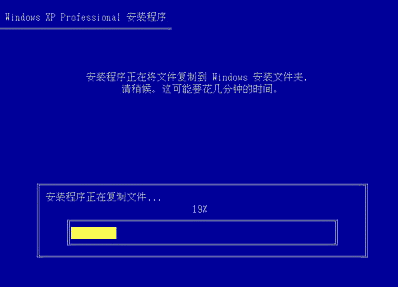 Windows XP Professional 安装程序
安装程序正在将文件复制到 Windows 安装文件夹,
请稍候。这可能要花几分钟的时间。
安装程序正在复制文件...
19%